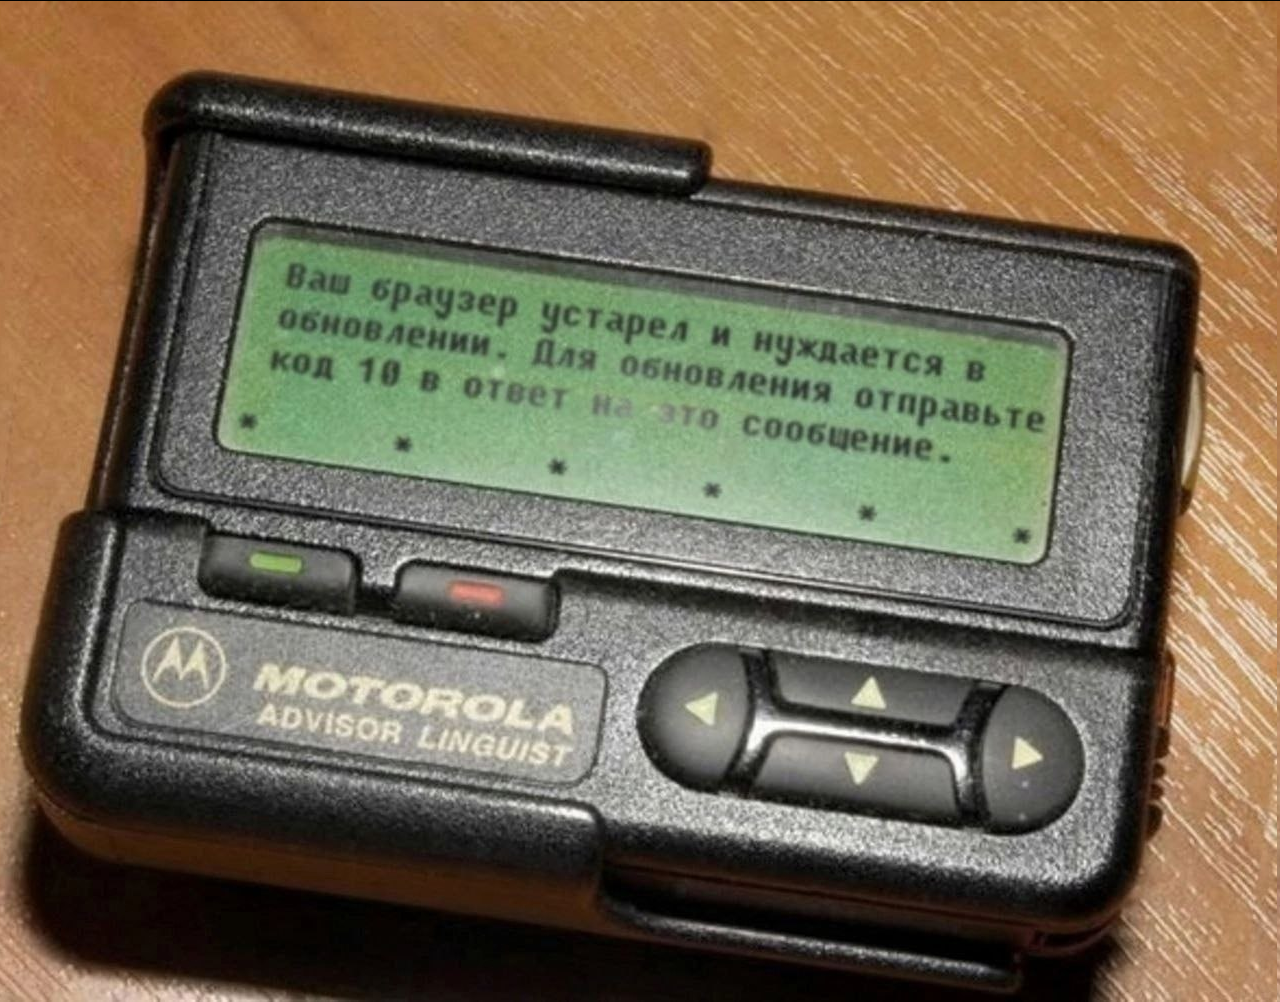 Ваш браузер устарел и нуждается в
обновлении. Для обновления отправьте
код 10 в ответ на это сообщение.
* * * * * *
MOTOROLA
ADVISOR LINGUIST